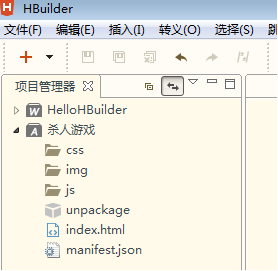 HBuilder
文件(F) 编辑(E) 插入(I) 转义(O) 选择(S) 跳
项目管理器
W HelloHBuilder
A 杀人游戏
css
img
js
unpackage
index.html
manifest.json